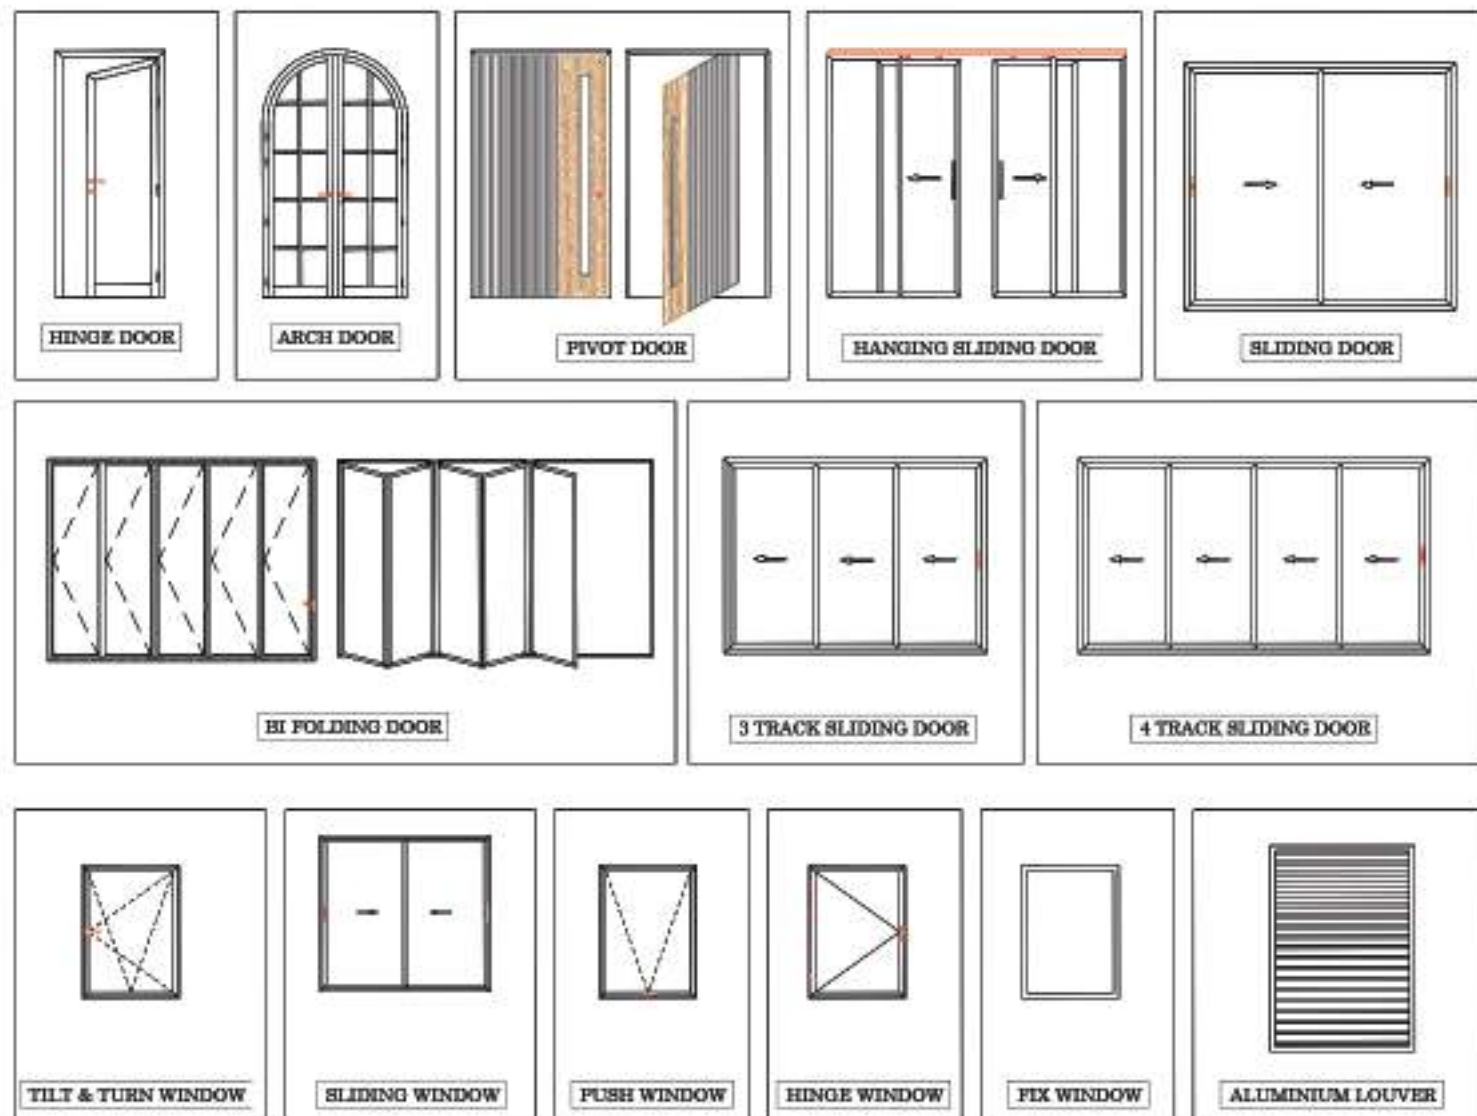 HINGE DOOR
ARCH DOOR
PIVOT DOOR
HANGING SLIDING DOOR
SLIDING DOOR
BI FOLDING DOOR
3 TRACK SLIDING DOOR
4 TRACK SLIDING DOOR
TILT & TURN WINDOW
SLIDING WINDOW
PUSH WINDOW
HINGE WINDOW
FIX WINDOW
ALUMINIUM LOUVER